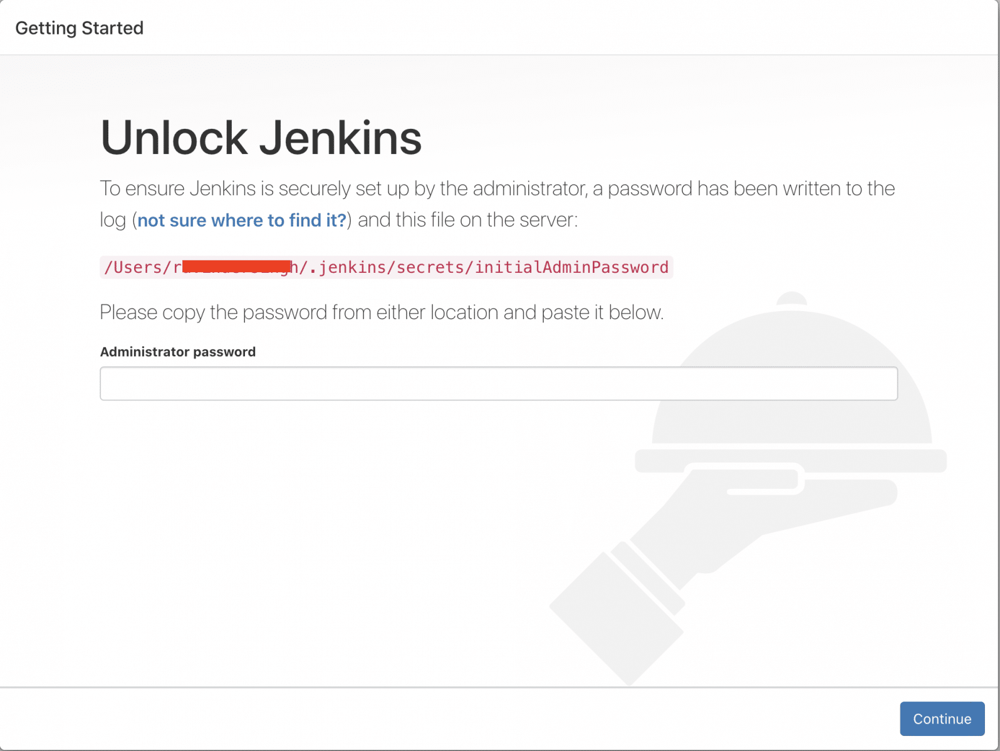 Getting Started
Unlock Jenkins
To ensure Jenkins is securely set up by the administrator, a password has been written to the
log (not sure where to find it?) and this file on the server:
/Users/r h/.jenkins/secrets/initialAdminPassword
Please copy the password from either location and paste it below.
Administrator password
Continue